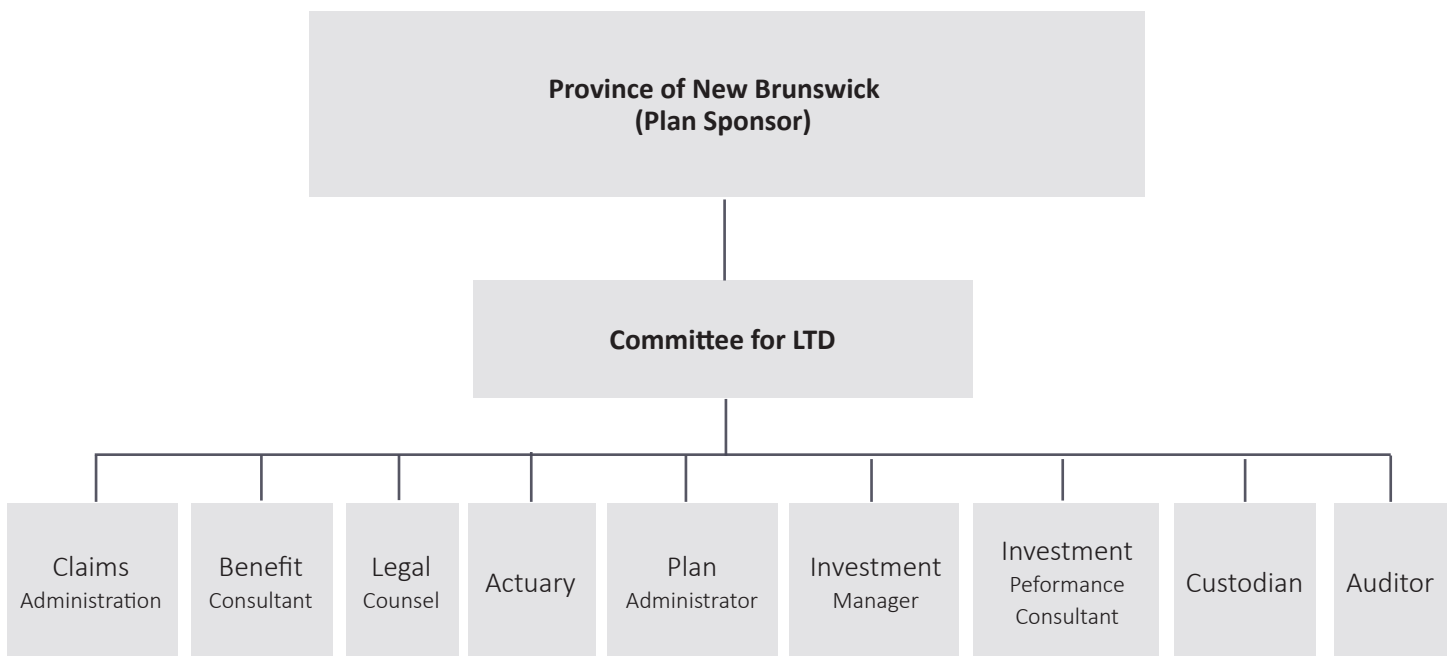 Province of New Brunswick
(Plan Sponsor)
Committee for LTD
Claims
Administration
Benefit
Consultant
Legal
Counsel
Actuary
Plan
Administrator
Investment
Manager
Investment
Peformance
Consultant
Custodian
Auditor